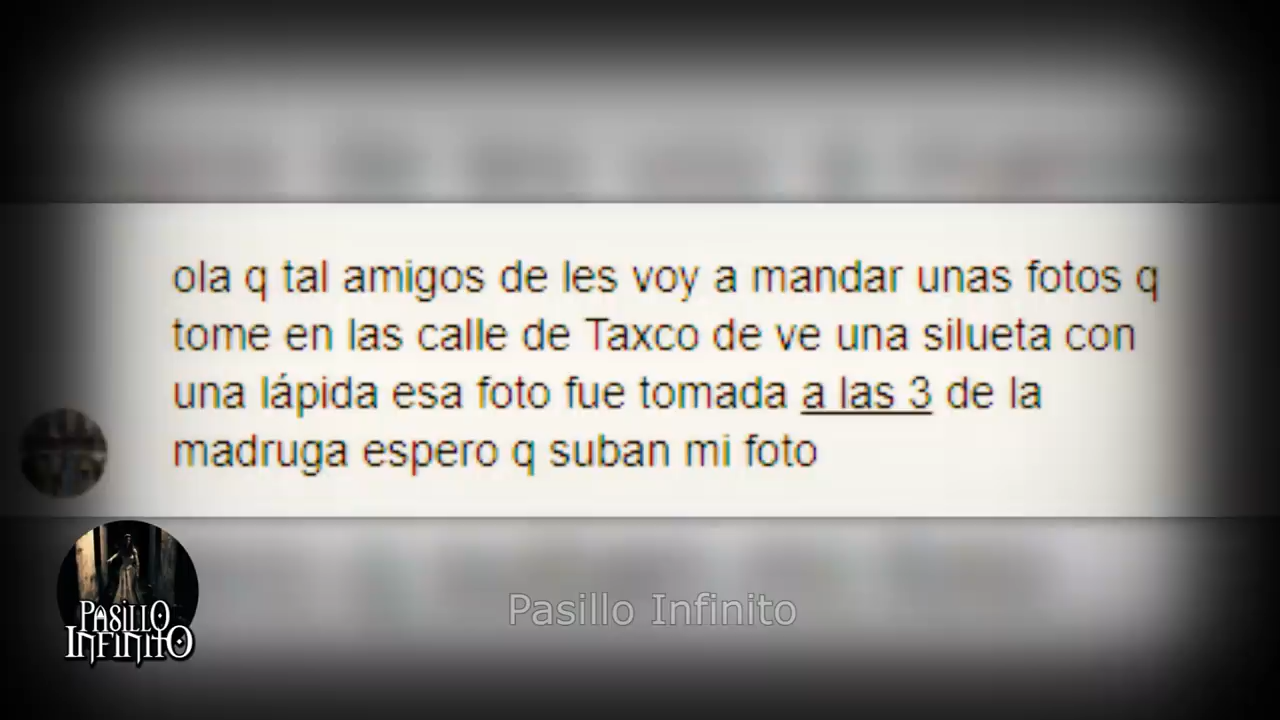 ola q tal amigos de les voy a mandar unas fotos q
tome en las calle de Taxco de ve una silueta con
una lápida esa foto fue tomada a las 3 de la
madruga espero q suban mi foto
PASILLO
INFINITO
Pasillo Infinito